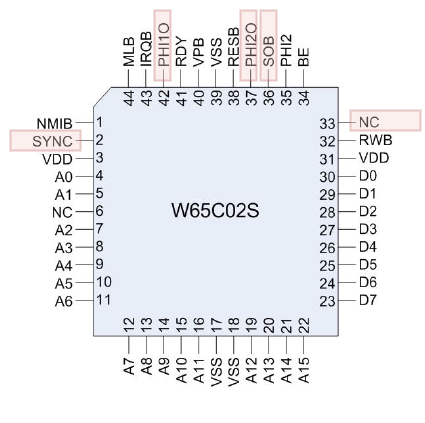 MLB IRQB PHI1O RDY VPB VSS RESB PHI2O SOB PHI2 BE
44 43 42 41 40 39 38 37 36 35 34
NMIB 1 33 NC
SYNC 2 32 RWB
VDD 3 31 VDD
A0 4 30 D0
A1 5 29 D1
NC 6 28 D2
A2 7 27 D3
A3 8 26 D4
A4 9 25 D5
A5 10 24 D6
A6 11 23 D7
W65C02S
12 13 14 15 16 17 18 19 20 21 22
A7 A8 A9 A10 A11 VSS VSS A12 A13 A14 A15